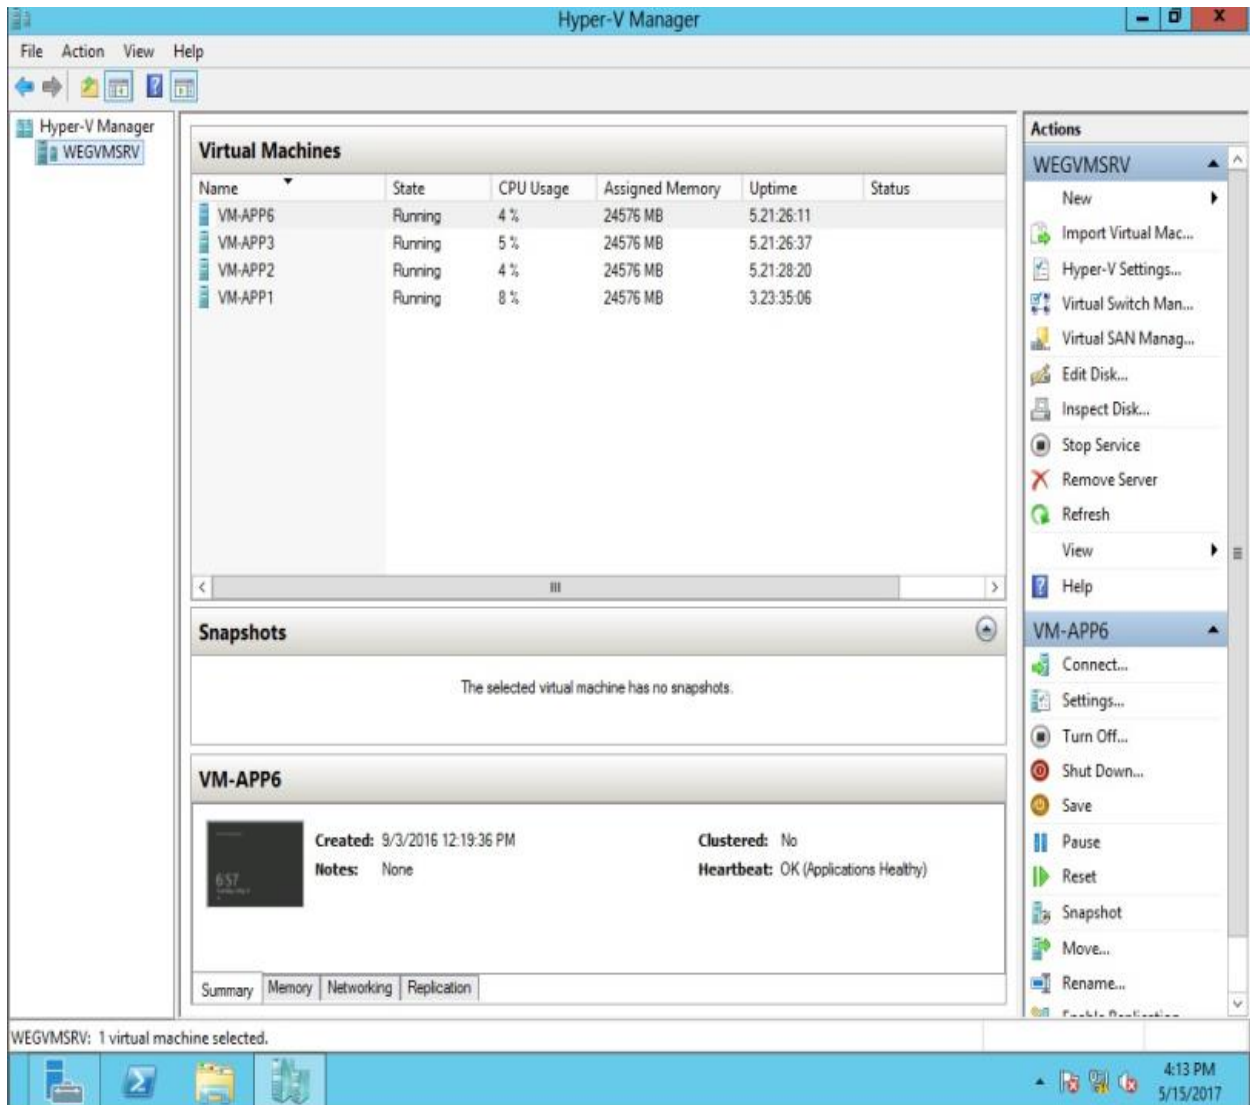 Hyper-V Manager
File Action View Help
Hyper-V Manager
WEGVMSRV
Virtual Machines
Name State CPU Usage Assigned Memory Uptime Status
VM-APP6 Running 4 % 24576 MB 5.21:26:11
VM-APP3 Running 5 % 24576 MB 5.21:26:37
VM-APP2 Running 4 % 24576 MB 5.21:28:20
VM-APP1 Running 8 % 24576 MB 3.23:35:06
Snapshots
The selected virtual machine has no snapshots.
VM-APP6
Created: 9/3/2016 12:19:36 PM Clustered: No
Notes: None Heartbeat: OK (Applications Healthy)
6:57
Summary Memory Networking Replication
Actions
WEGVMSRV
New
Import Virtual Mac...
Hyper-V Settings...
Virtual Switch Man...
Virtual SAN Manag...
Edit Disk...
Inspect Disk...
Stop Service
Remove Server
Refresh
View
Help
VM-APP6
Connect...
Settings...
Turn Off...
Shut Down...
Save
Pause
Reset
Snapshot
Move...
Rename...
Enable Replication
WEGVMSRV: 1 virtual machine selected.
4:13 PM
5/15/2017